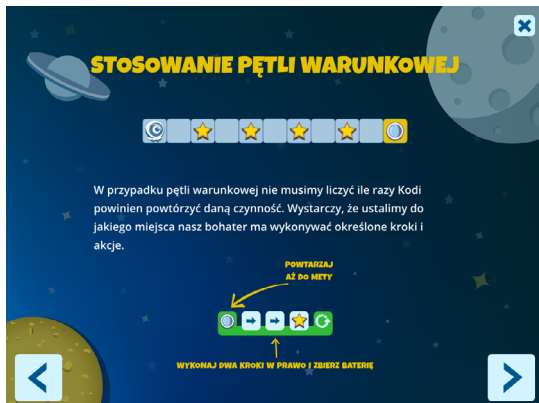 STOSOWANIE PĘTLI WARUNKOWEJ
W przypadku pętli warunkowej nie musimy liczyć ile razy Kodi
powinien powtórzyć daną czynność. Wystarczy, że ustalimy do
jakiego miejsca nasz bohater ma wykonywać określone kroki i
akcje.
POWTARZAJ
AŻ DO METY
WYKONAJ DWA KROKI W PRAWO I ZBIERZ BATERIĘ